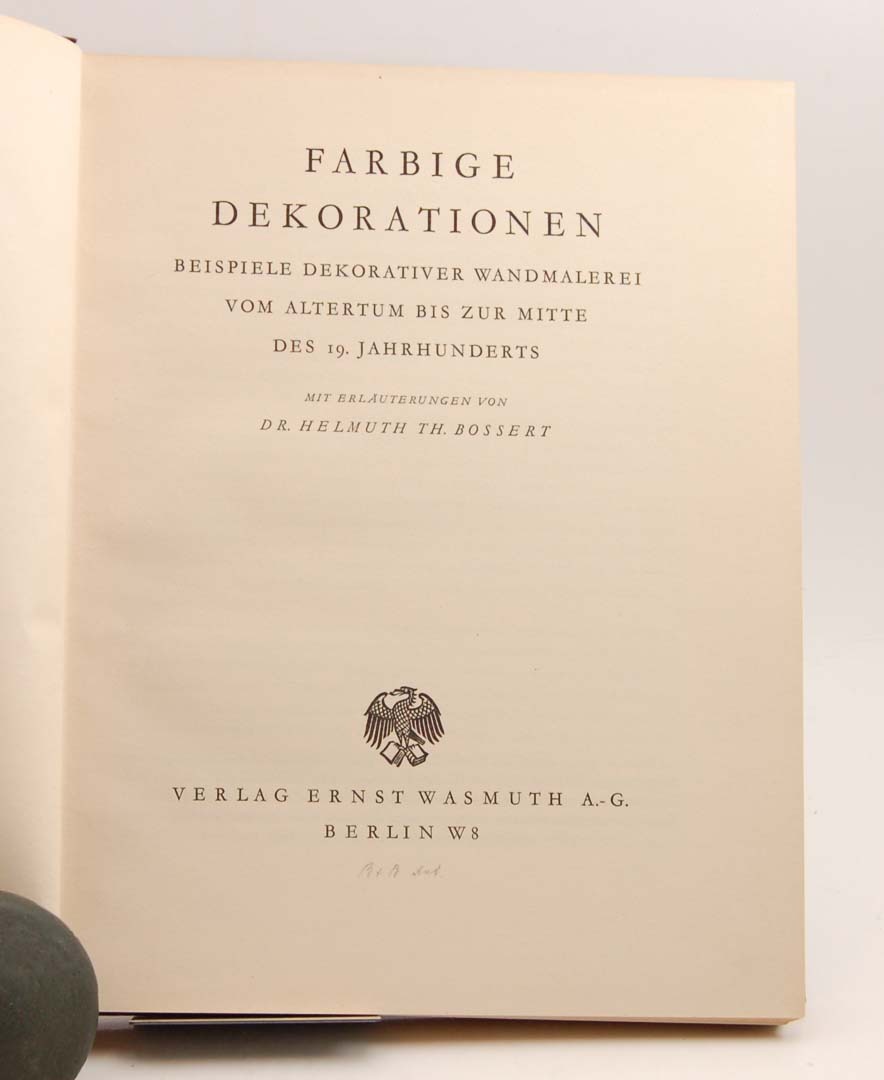 FARBIGE
DEKORATIONEN
BEISPIELE DEKORATIVER WANDMALEREI
VOM ALTERTUM BIS ZUR MITTE
DES 19. JAHRHUNDERTS
MIT ERLÄUTERUNGEN VON
DR. HELMUTH TH. BOSSERT
VERLAG ERNST WASMUTH A.-G.
BERLIN W8